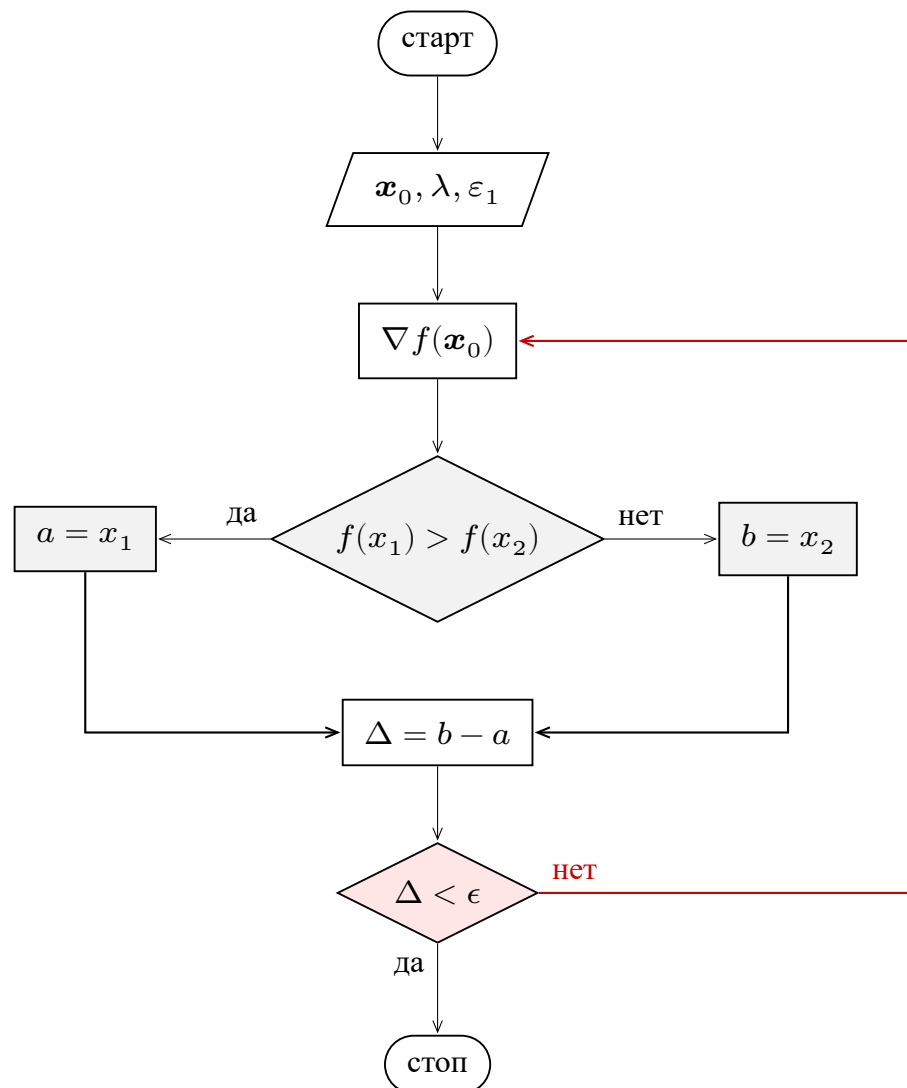 старт
x₀, λ, ε₁
∇f(x₀)
да
нет
a = x₁
f(x₁) > f(x₂)
b = x₂
Δ = b − a
нет
Δ < ϵ
да
стоп